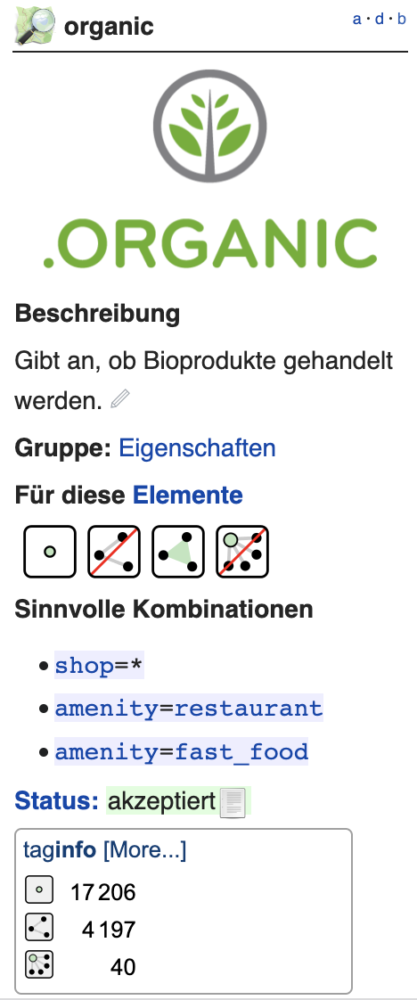 organic
a · d · b
.ORGANIC
Beschreibung
Gibt an, ob Bioprodukte gehandelt
werden.
Gruppe: Eigenschaften
Für diese Elemente
Sinnvolle Kombinationen
• shop=*
• amenity=restaurant
• amenity=fast_food
Status: akzeptiert
taginfo [More...]
17 206
4 197
40